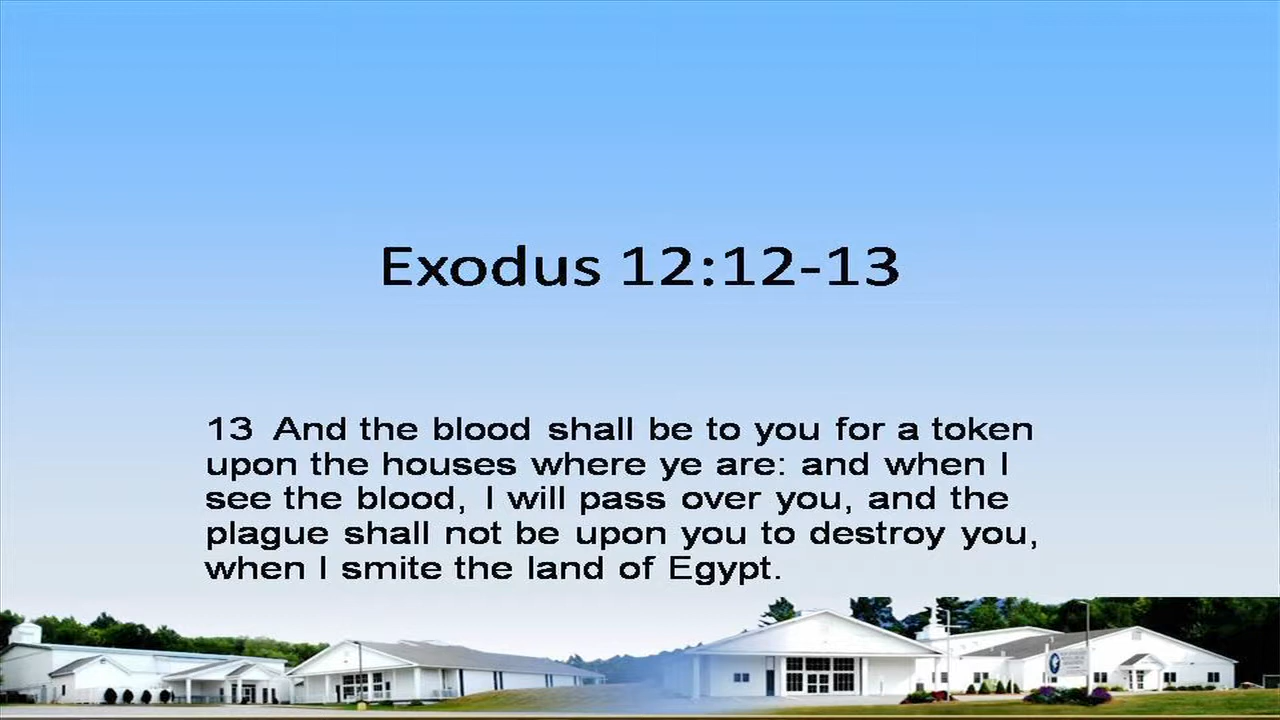 Exodus 12:12-13
13 And the blood shall be to you for a token
upon the houses where ye are: and when I
see the blood, I will pass over you, and the
plague shall not be upon you to destroy you,
when I smite the land of Egypt.